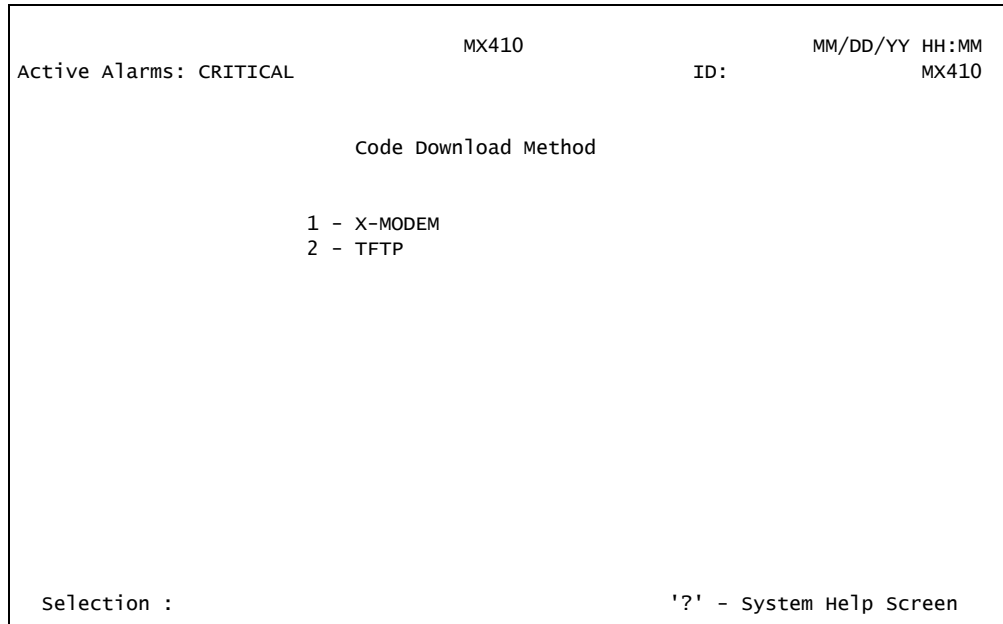 MX410 MM/DD/YY HH:MM
Active Alarms: CRITICAL ID: MX410
Code Download Method
1 - X-MODEM
2 - TFTP
Selection : '?' - System Help Screen